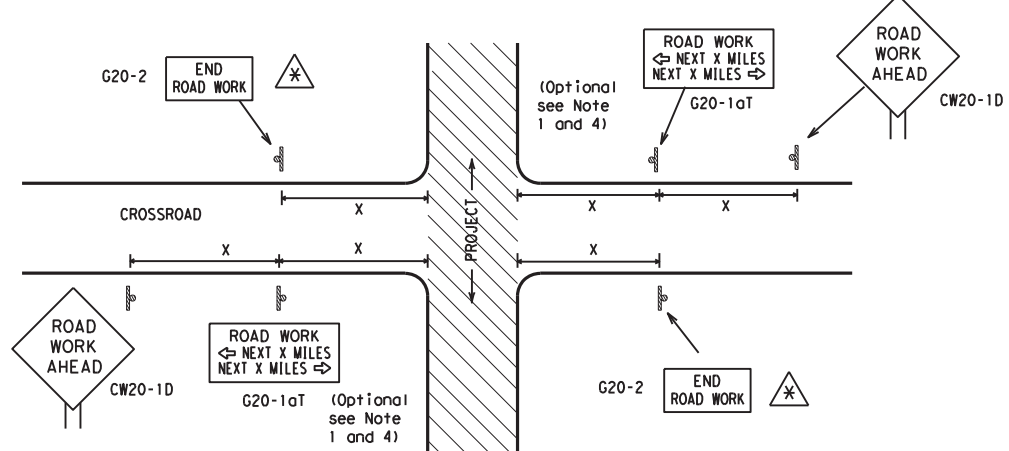 G20-2
END
ROAD WORK
*
(Optional
see Note
1 and 4)
ROAD WORK
⇦ NEXT X MILES
NEXT X MILES ⇨
G20-1aT
ROAD
WORK
AHEAD
CW20-1D
X
X
X
CROSSROAD
PROJECT
X
X
X
ROAD
WORK
AHEAD
CW20-1D
ROAD WORK
⇦ NEXT X MILES
NEXT X MILES ⇨
G20-1aT
(Optional
see Note
1 and 4)
G20-2
END
ROAD WORK
*